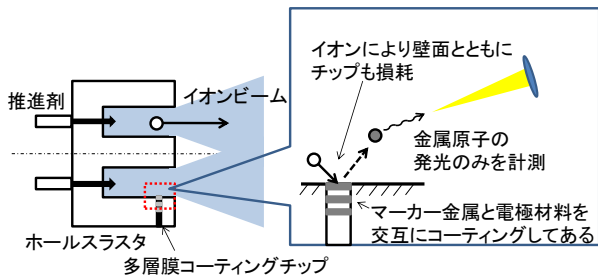 推進剤
イオンビーム
ホールスラスタ
多層膜コーティングチップ
イオンにより壁面とともに
チップも損耗
金属原子の
発光のみを計測
マーカー金属と電極材料を
交互にコーティングしてある